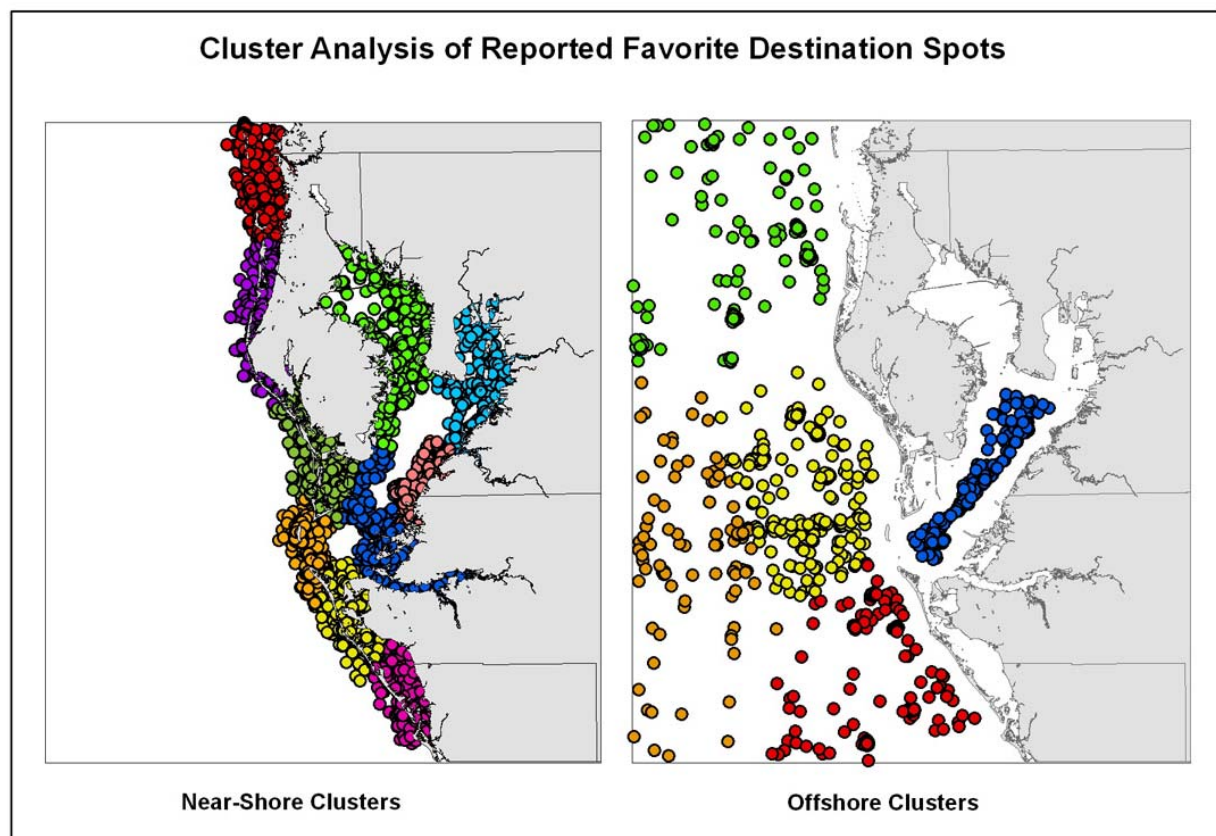 Cluster Analysis of Reported Favorite Destination Spots
Near-Shore Clusters
Offshore Clusters